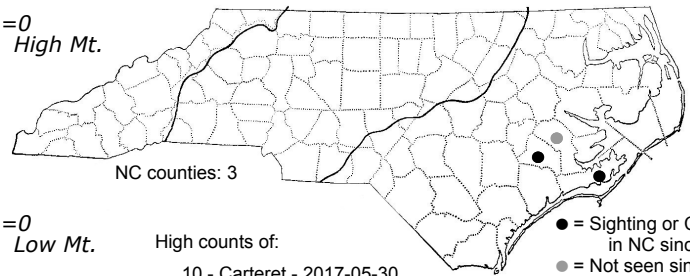 =0
High Mt.
NC counties: 3
=0
Low Mt.
High counts of:
10 - Carteret - 2017-05-30
● = Sighting or
in NC sinc
● = Not seen sin